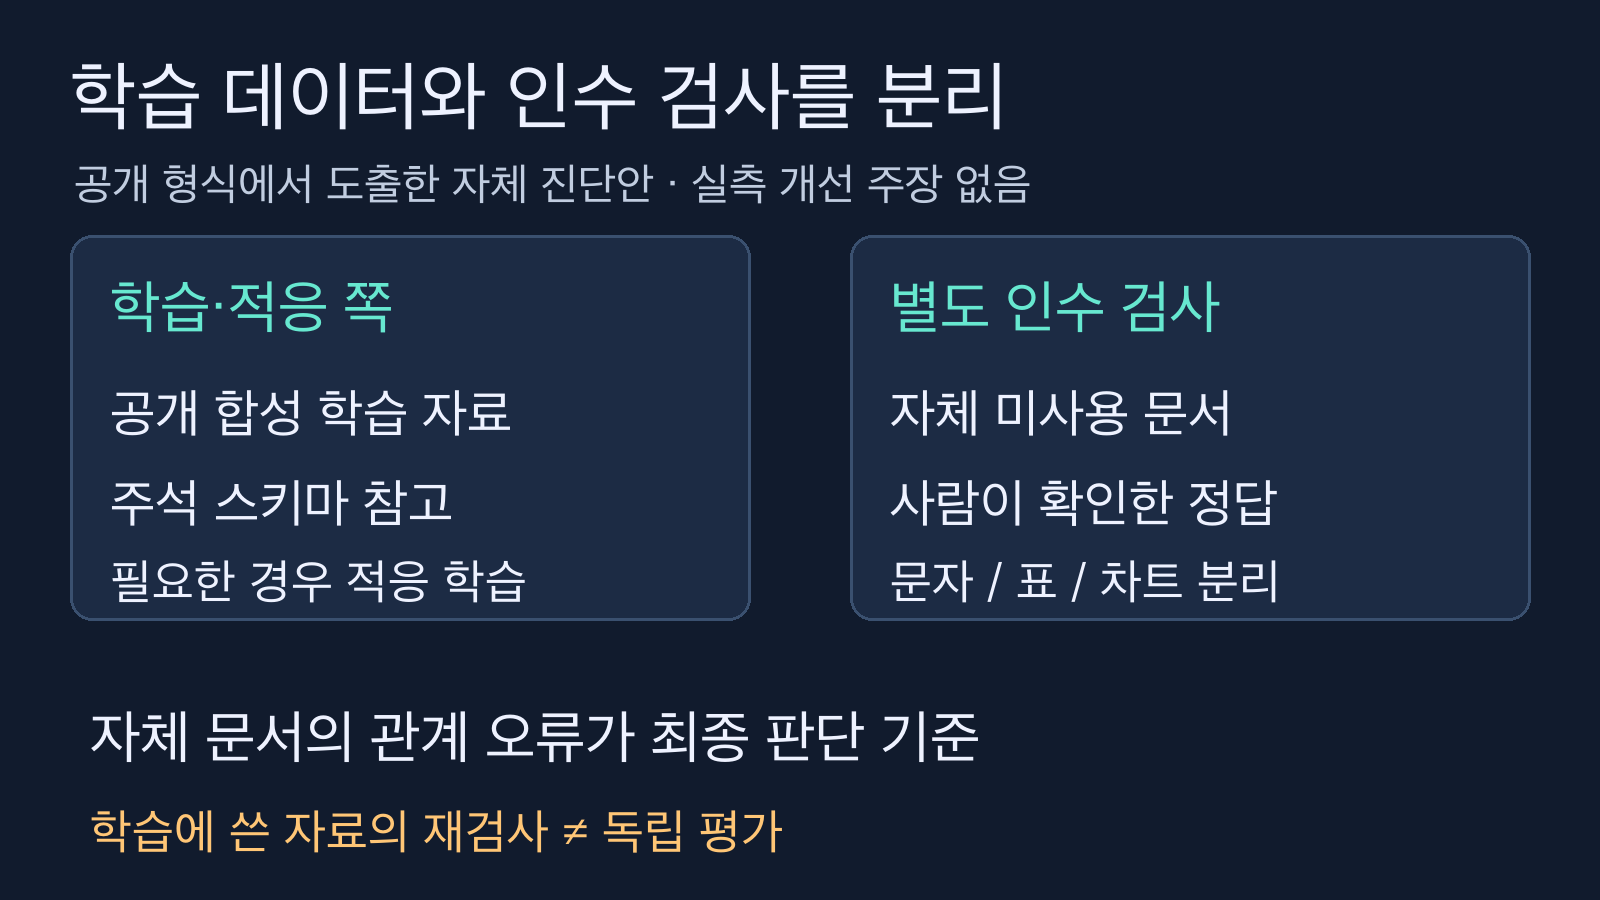 학습 데이터와 인수 검사를 분리
공개 형식에서 도출한 자체 진단안 · 실측 개선 주장 없음
학습·적응 쪽
공개 합성 학습 자료
주석 스키마 참고
필요한 경우 적응 학습
별도 인수 검사
자체 미사용 문서
사람이 확인한 정답
문자 / 표 / 차트 분리
자체 문서의 관계 오류가 최종 판단 기준
학습에 쓴 자료의 재검사 ≠ 독립 평가